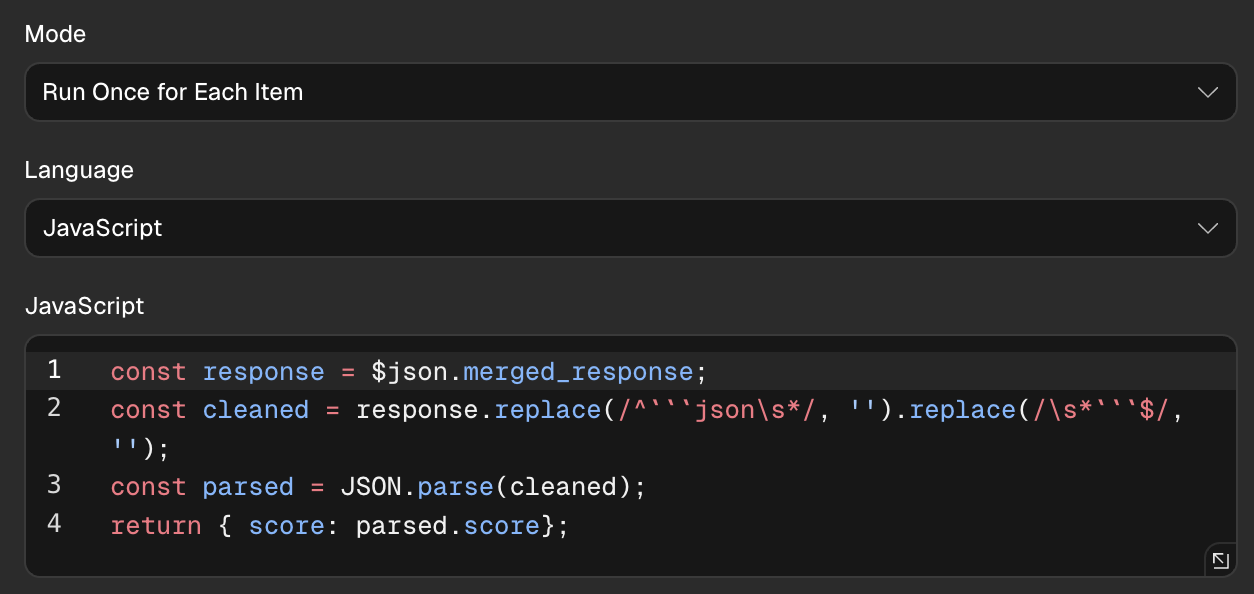 Mode
Run Once for Each Item
Language
JavaScript
JavaScript
1 const response = $json.merged_response;
2 const cleaned = response.replace(/^```json\s*/, '').replace(/\s*```$/,
'');
3 const parsed = JSON.parse(cleaned);
4 return { score: parsed.score};